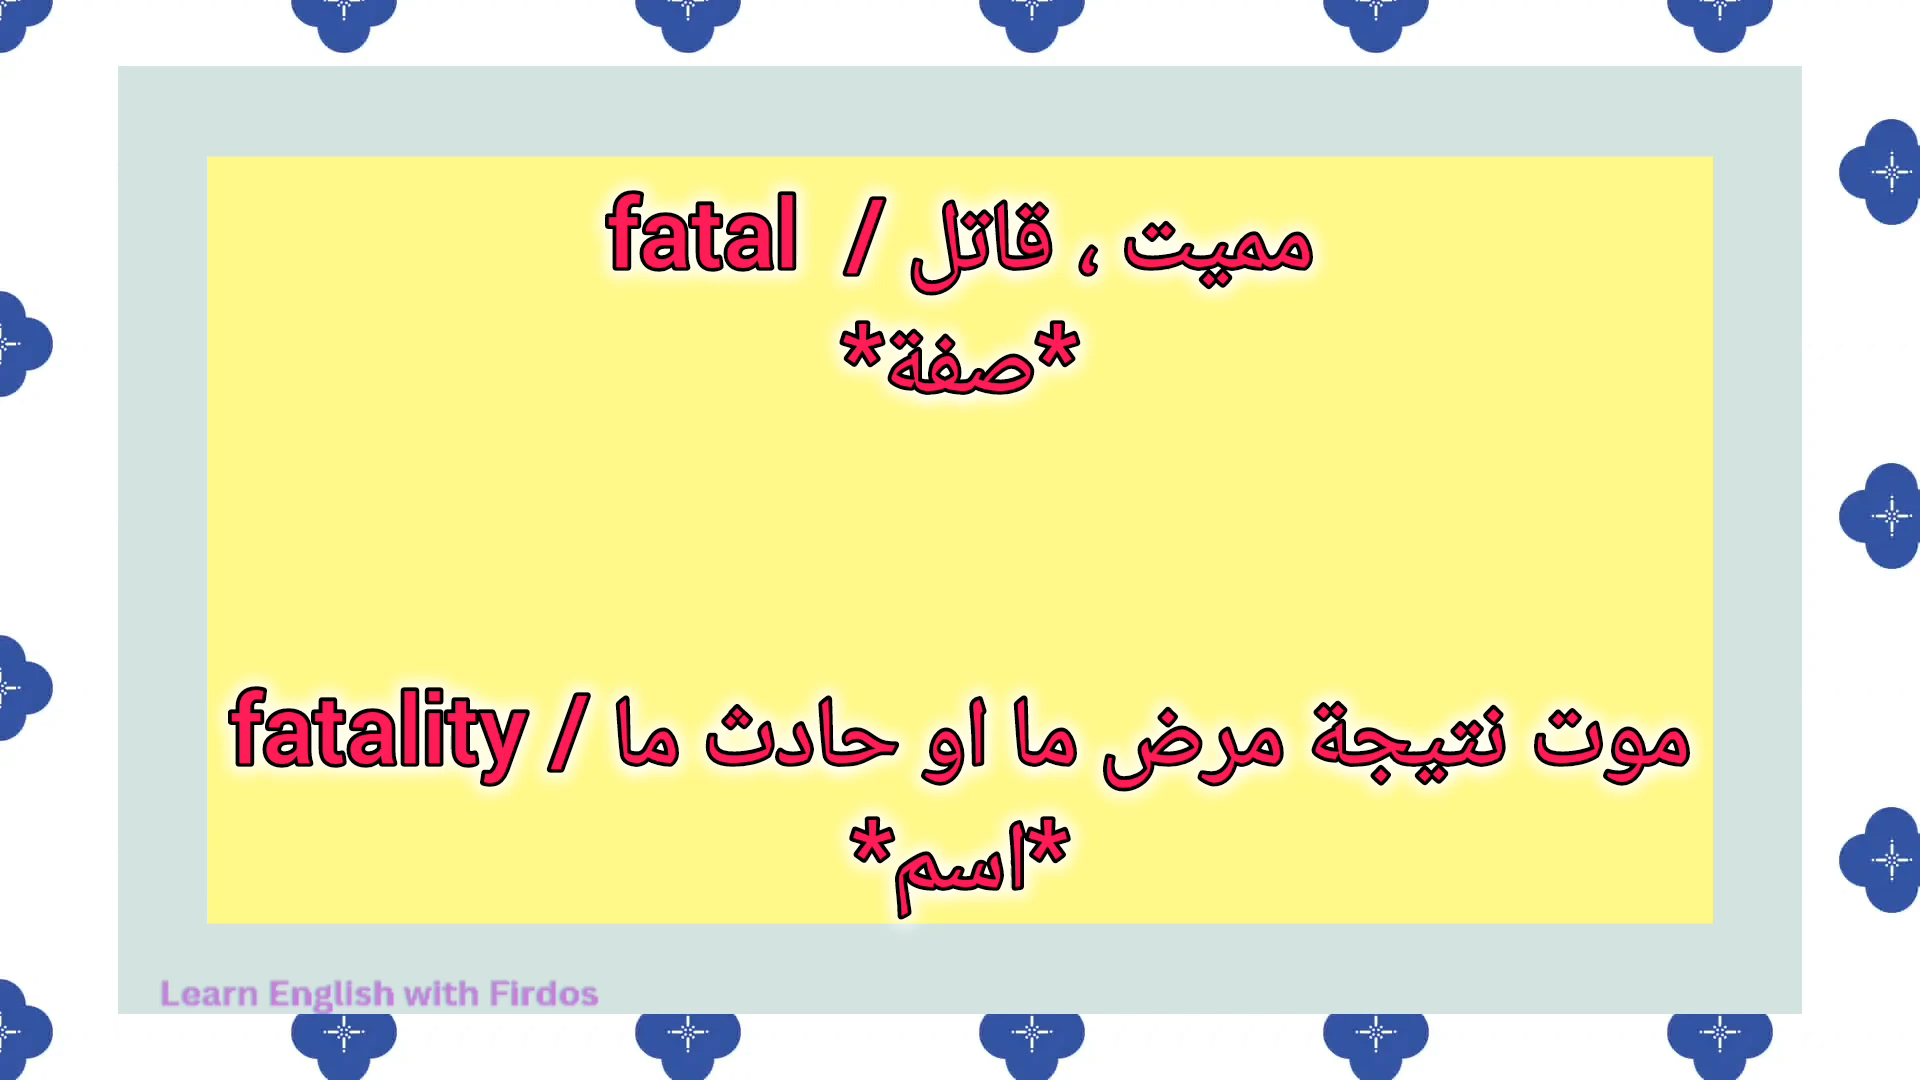 fatal / مميت ، قاتل
*صفة*
fatality / موت نتيجة مرض ما او حادث ما
*اسم*
Learn English with Firdos